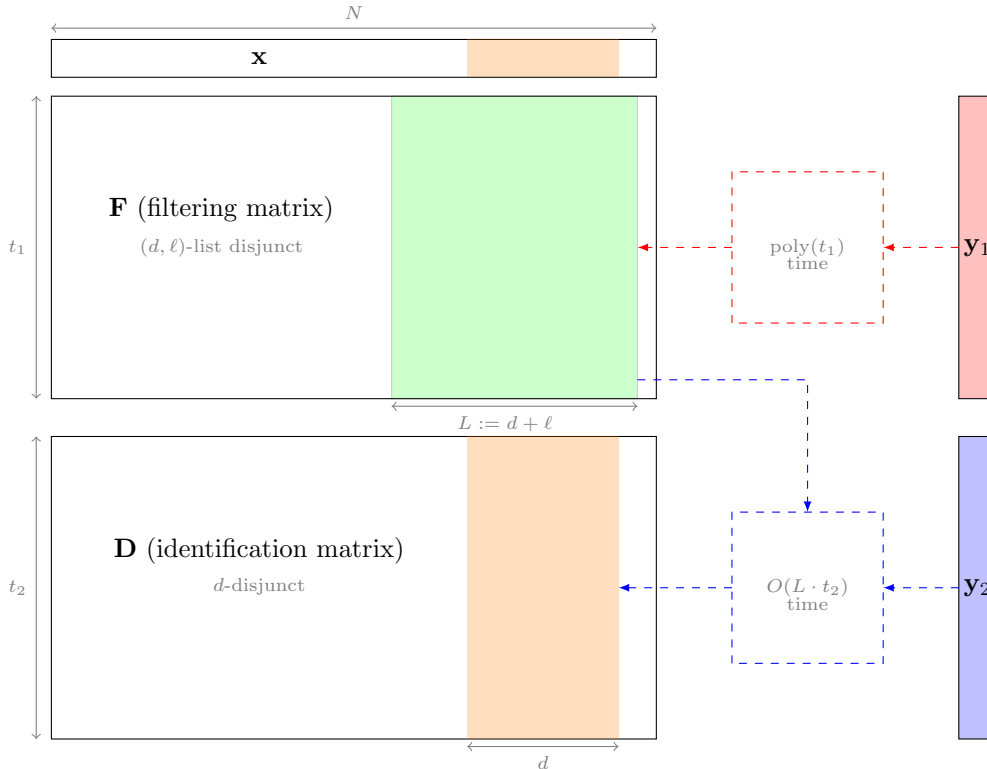 N
x
F (filtering matrix)
(d, ℓ)-list disjunct
t₁
poly(t₁)
time
y₁
L := d + ℓ
D (identification matrix)
d-disjunct
t₂
O(L · t₂)
time
y₂
d